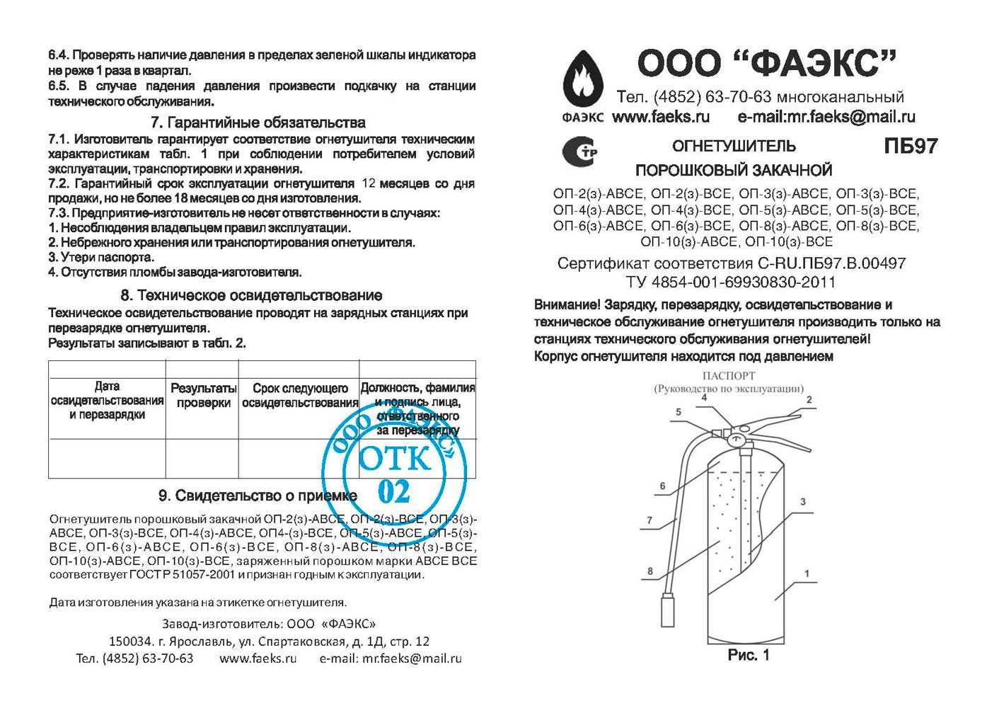 6.4. Проверять наличие давления в пределах зеленой шкалы индикатора
не реже 1 раза в квартал.
6.5. В случае падения давления произвести подкачку на станции
технического обслуживания.
7. Гарантийные обязательства
7.1. Изготовитель гарантирует соответствие огнетушителя техническим
характеристикам табл. 1 при соблюдении потребителем условий
эксплуатации, транспортировки и хранения.
7.2. Гарантийный срок эксплуатации огнетушителя 12 месяцев со дня
продажи, но не более 18 месяцев со дня изготовления.
7.3. Предприятие-изготовитель не несет ответственности в случаях:
1. Несоблюдения владельцем правил эксплуатации.
2. Небрежного хранения или транспортирования огнетушителя.
3. Утери паспорта.
4. Отсутствия пломбы завода-изготовителя.
8. Техническое освидетельствование
Техническое освидетельствование проводят на зарядных станциях при
перезарядке огнетушителя.
Результаты записывают в табл. 2.
Дата
освидетельствования
и перезарядки
Результаты
проверки
Срок следующего
освидетельствования
Должность, фамилия
и подпись лица,
ответственного
за перезарядку
ООО «ФАЭКС»
ОТК
02
9. Свидетельство о приемке
Огнетушитель порошковый закачной ОП-2(з)-АВСЕ, ОП-2(з)-ВСЕ, ОП-3(з)-
АВСЕ, ОП-3(з)-ВСЕ, ОП-4(з)-АВСЕ, ОП4-(з)-ВСЕ, ОП-5(з)-АВСЕ, ОП-5(з)-
ВСЕ, ОП-6(з)-АВСЕ, ОП-6(з)-ВСЕ, ОП-8(з)-АВСЕ, ОП-8(з)-ВСЕ,
ОП-10(з)-АВСЕ, ОП-10(з)-ВСЕ, заряженный порошком марки АВСЕ ВСЕ
соответствует ГОСТ Р 51057-2001 и признан годным к эксплуатации.
Дата изготовления указана на этикетке огнетушителя.
Завод-изготовитель: ООО «ФАЭКС»
150034. г. Ярославль, ул. Спартаковская, д. 1Д, стр. 12
Тел. (4852) 63-70-63 www.faeks.ru e-mail: mr.faeks@mail.ru
ФАЭКС
ООО “ФАЭКС”
Тел. (4852) 63-70-63 многоканальный
www.faeks.ru e-mail:mr.faeks@mail.ru
СТР
ОГНЕТУШИТЕЛЬ ПБ97
ПОРОШКОВЫЙ ЗАКАЧНОЙ
ОП-2(з)-АВСЕ, ОП-2(з)-ВСЕ, ОП-3(з)-АВСЕ, ОП-3(з)-ВСЕ,
ОП-4(з)-АВСЕ, ОП-4(з)-ВСЕ, ОП-5(з)-АВСЕ, ОП-5(з)-ВСЕ,
ОП-6(з)-АВСЕ, ОП-6(з)-ВСЕ, ОП-8(з)-АВСЕ, ОП-8(з)-ВСЕ,
ОП-10(з)-АВСЕ, ОП-10(з)-ВСЕ
Сертификат соответствия C-RU.ПБ97.В.00497
ТУ 4854-001-69930830-2011
Внимание! Зарядку, перезарядку, освидетельствование и
техническое обслуживание огнетушителя производить только на
станциях технического обслуживания огнетушителей!
Корпус огнетушителя находится под давлением
ПАСПОРТ
(Руководство по эксплуатации)
4
2
5
6
3
7
8
1
Рис. 1